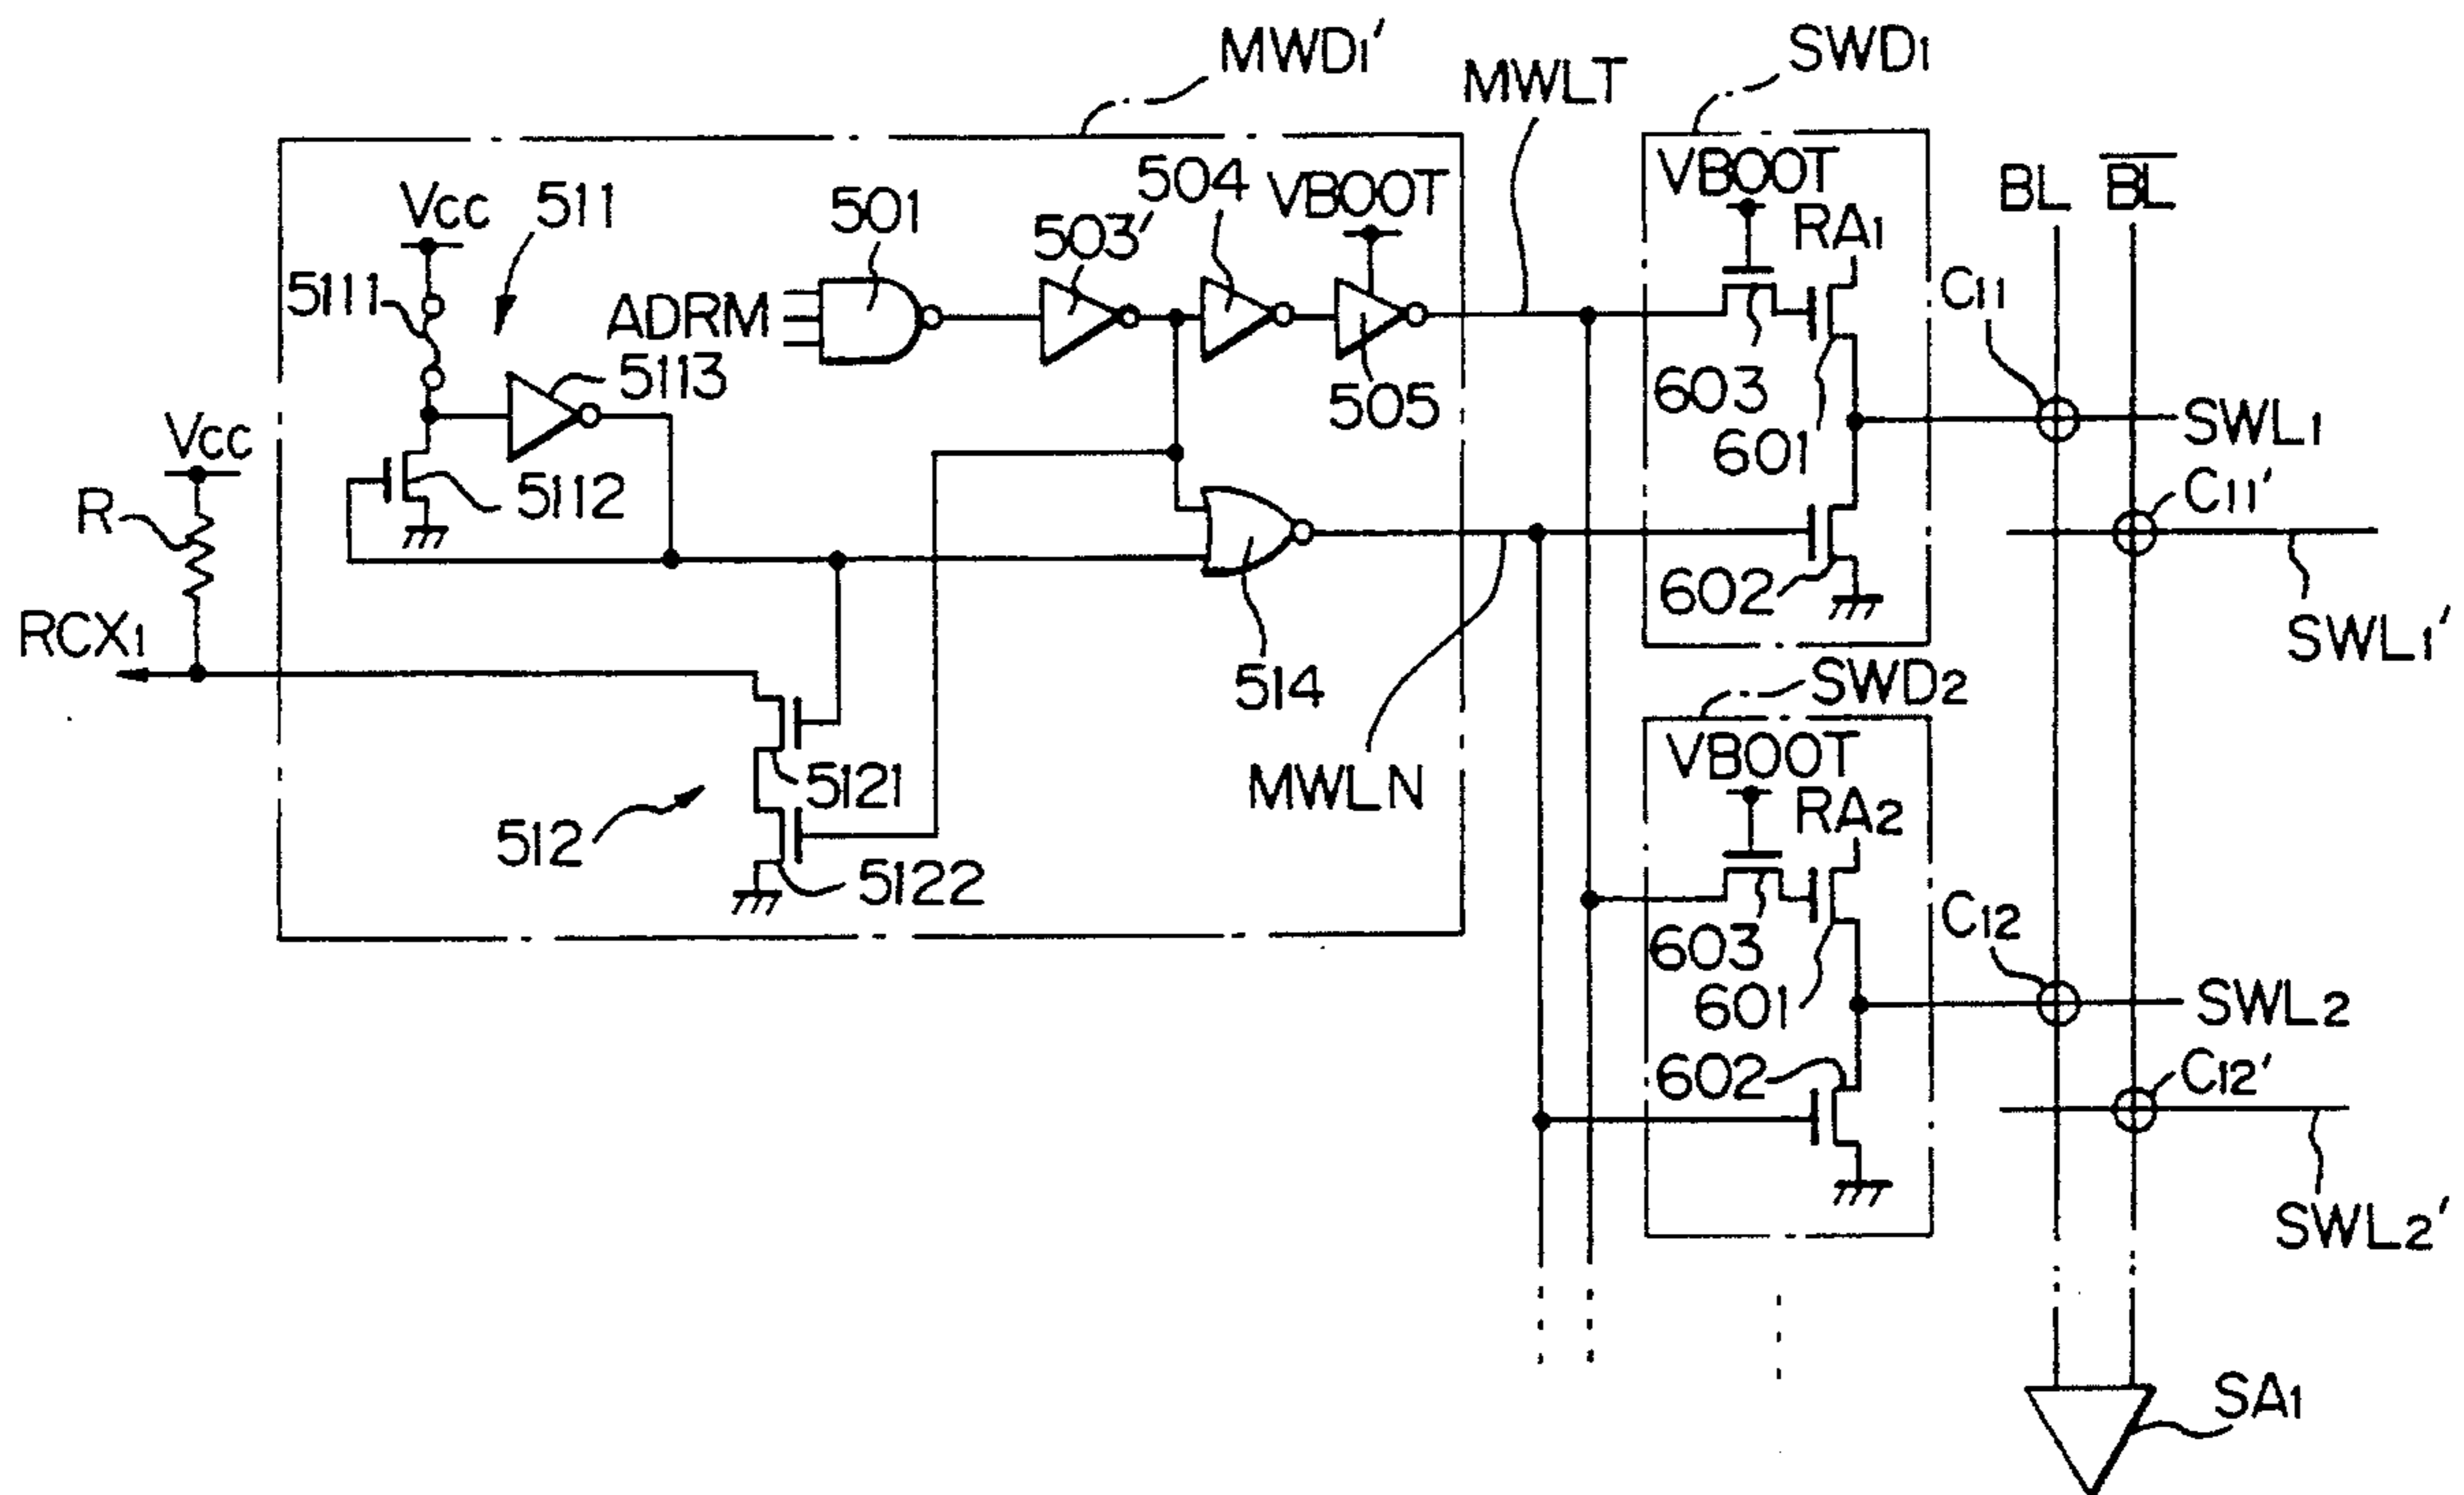 MWD1'
MWLT
SWD1
Vcc
511
501
503'
504
VBOOT
VBOOT
RA1
BL
BL
5111
ADRM
C11
5113
505
603
601
SWL1
Vcc
R
5112
C11'
602
SWL1'
RCX1
514
SWD2
5121
MWLN
VBOOT
RA2
512
5122
603
601
C12
SWL2
602
C12'
SWL2'
SA1